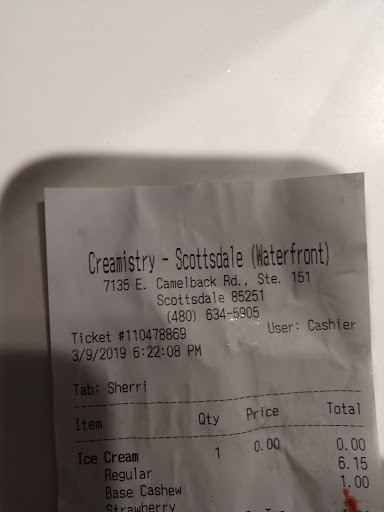 Creamistry - Scottsdale (Waterfront)
7135 E. Camelback Rd., Ste. 151
Scottsdale 85251
(480) 634-5905
Ticket #110478869 User: Cashier
3/9/2019 6:22:08 PM
Tab: Sherri
Item Qty Price Total
Ice Cream 1 0.00 0.00
Regular 6.15
Base Cashew 1.00
Strawberry